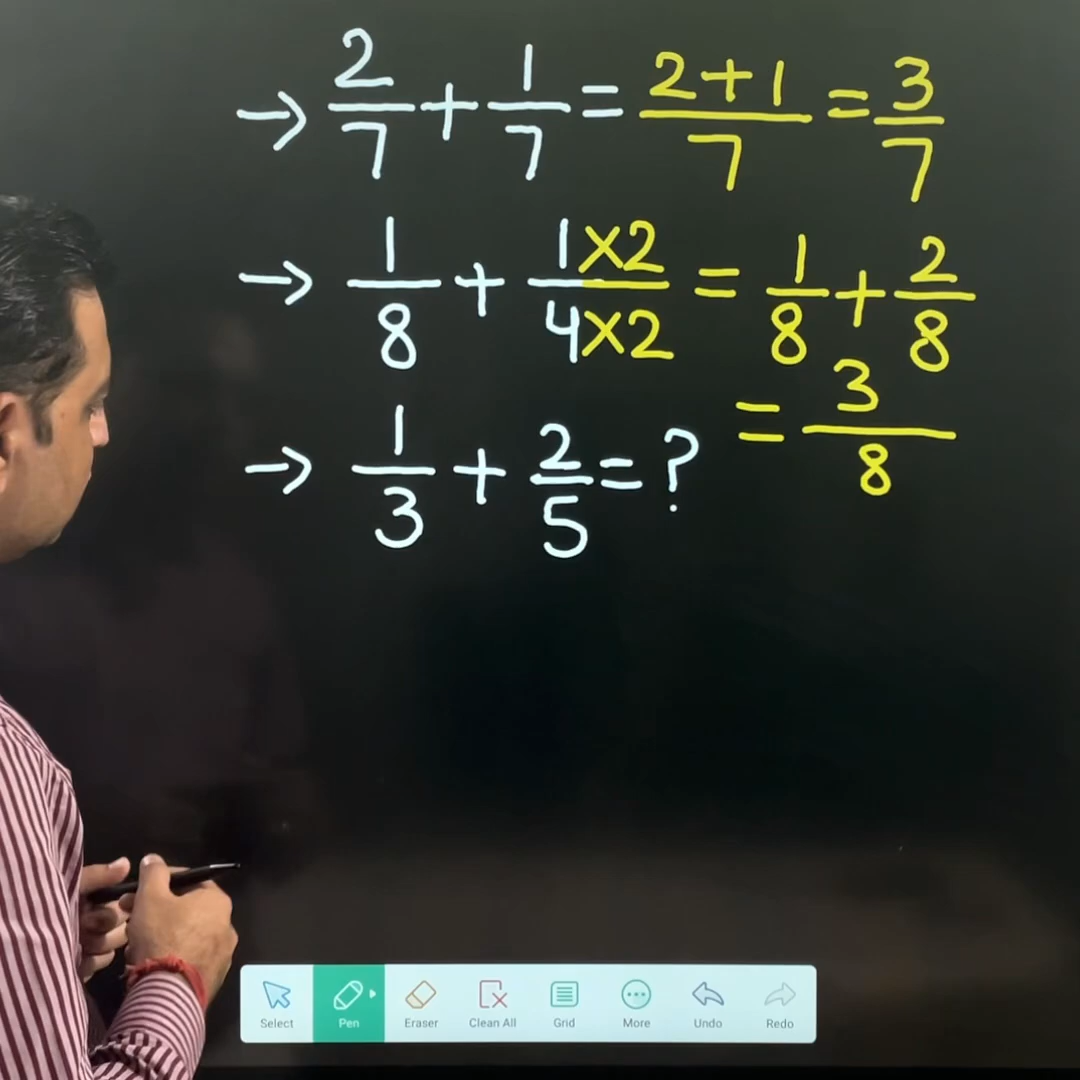 → 2/7 + 1/7 = (2+1)/7 = 3/7
→ 1/8 + (1×2)/(4×2) = 1/8 + 2/8
= 3/8
→ 1/3 + 2/5 = ?
Select Pen Eraser Clean All Grid More Undo Redo